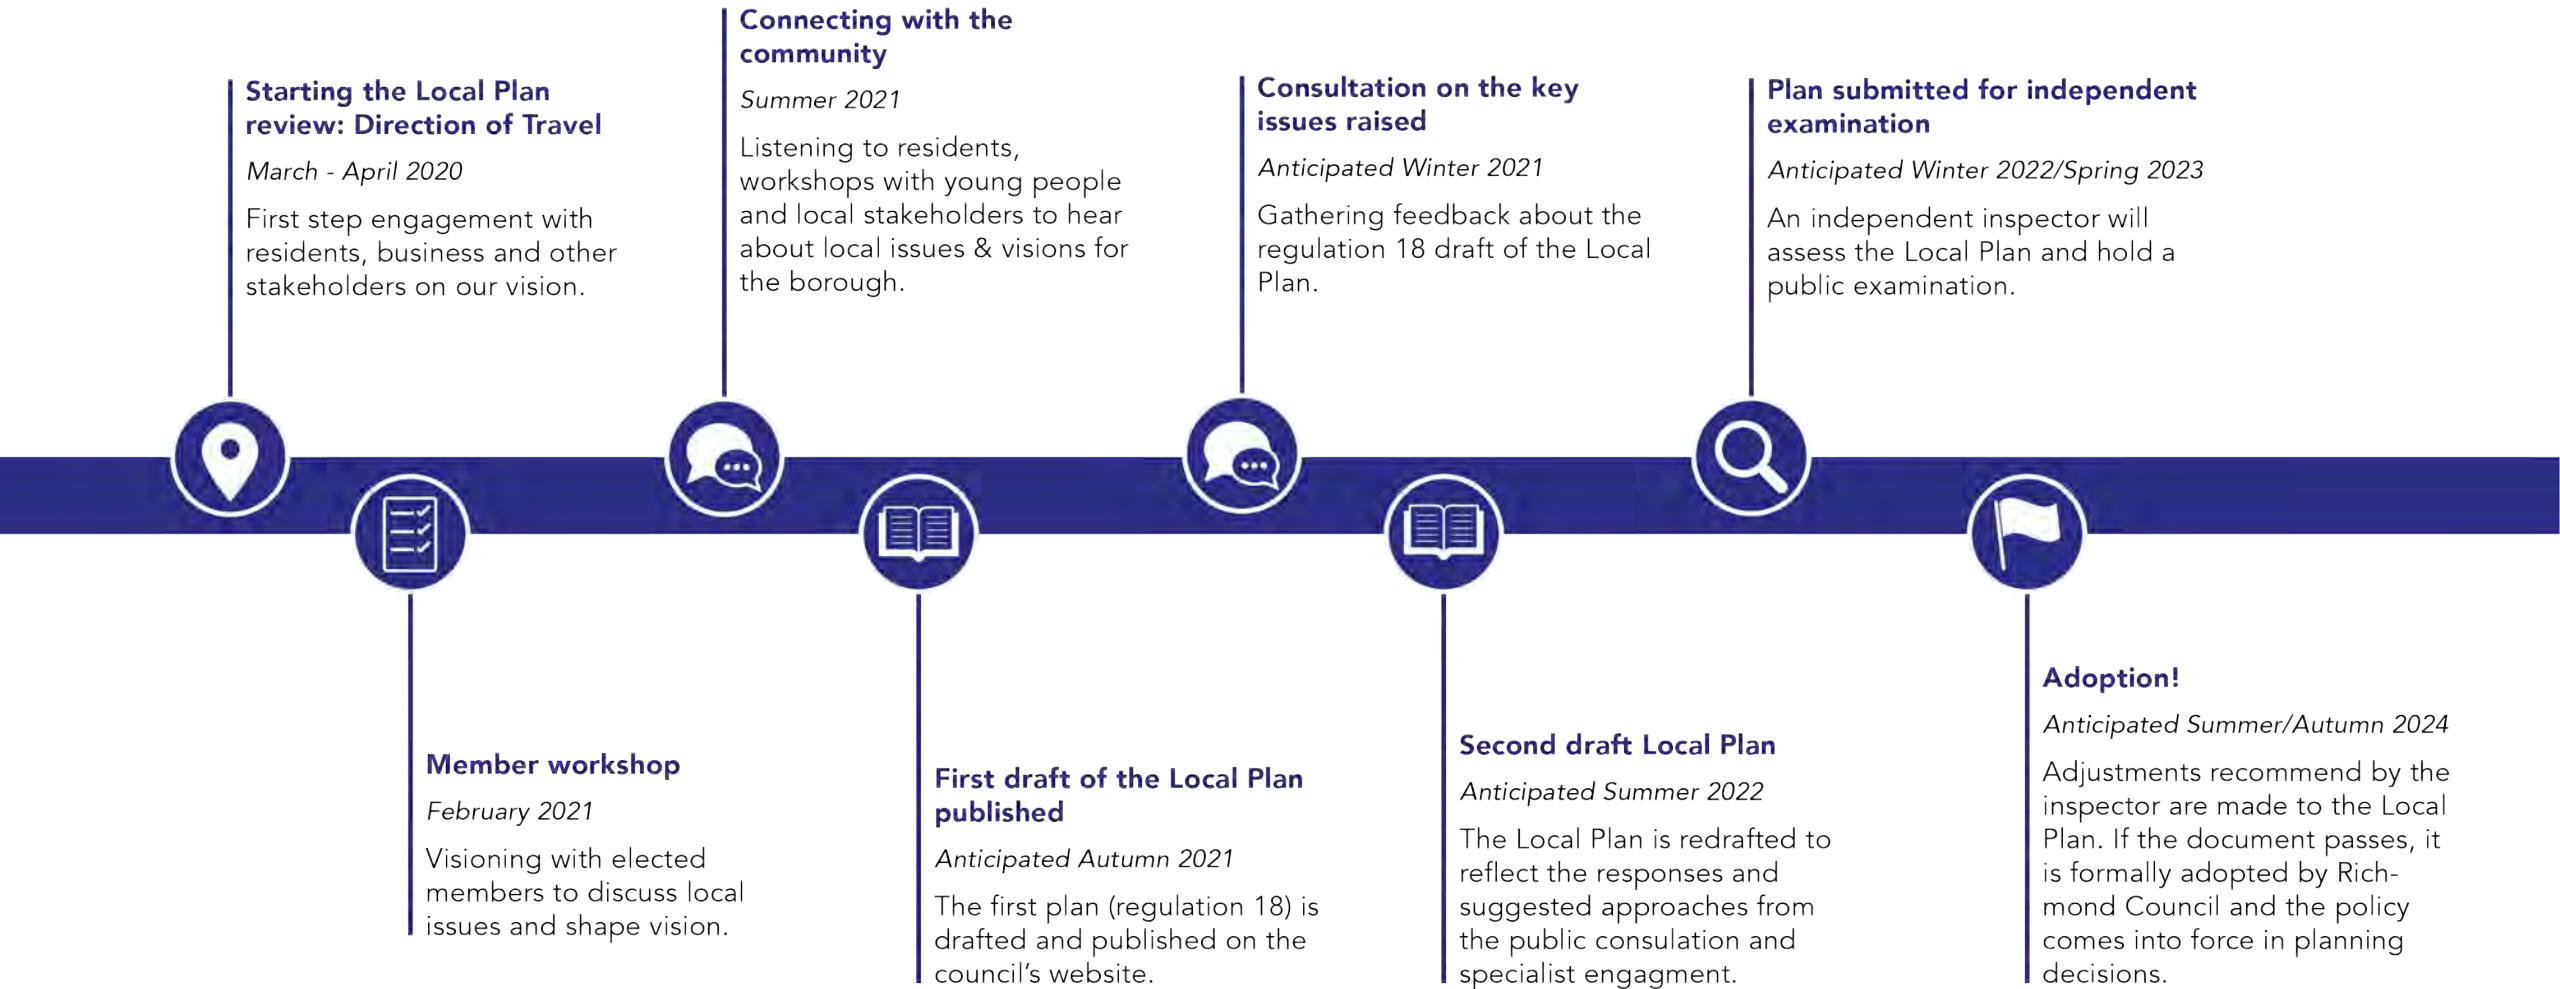 Starting the Local Plan
review: Direction of Travel
March - April 2020
First step engagement with
residents, business and other
stakeholders on our vision.
Member workshop
February 2021
Visioning with elected
members to discuss local
issues and shape vision.
Connecting with the
community
Summer 2021
Listening to residents,
workshops with young people
and local stakeholders to hear
about local issues & visions for
the borough.
First draft of the Local Plan
published
Anticipated Autumn 2021
The first plan (regulation 18) is
drafted and published on the
council's website.
Consultation on the key
issues raised
Anticipated Winter 2021
Gathering feedback about the
regulation 18 draft of the Local
Plan.
Second draft Local Plan
Anticipated Summer 2022
The Local Plan is redrafted to
reflect the responses and
suggested approaches from
the public consulation and
specialist engagment.
Plan submitted for independent
examination
Anticipated Winter 2022/Spring 2023
An independent inspector will
assess the Local Plan and hold a
public examination.
Adoption!
Anticipated Summer/Autumn 2024
Adjustments recommend by the
inspector are made to the Local
Plan. If the document passes, it
is formally adopted by Rich-
mond Council and the policy
comes into force in planning
decisions.